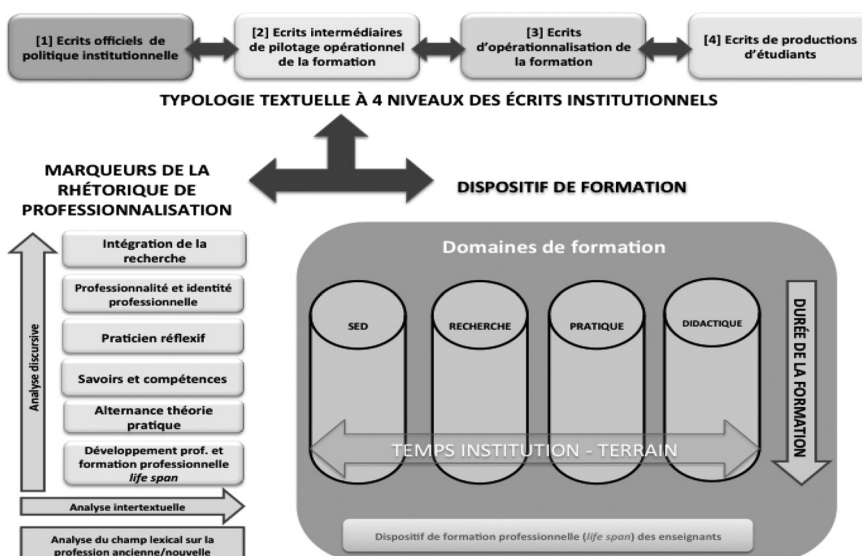 [1] Ecrits officiels de
politique institutionnelle
[2] Ecrits intermédiaires
de pilotage opérationnel
de la formation
[3] Ecrits
d'opérationnalisation de
la formation
[4] Ecrits de productions
d'étudiants
TYPOLOGIE TEXTUELLE À 4 NIVEAUX DES ÉCRITS INSTITUTIONNELS
MARQUEURS DE LA
RHÉTORIQUE DE
PROFESSIONNALISATION
DISPOSITIF DE FORMATION
Analyse discursive
Intégration de la
recherche
Professionnalité et identité
professionnelle
Praticien réflexif
Savoirs et compétences
Alternance théorie
pratique
Développement prof. et
formation professionnelle
life span
Analyse intertextuelle
Analyse du champ lexical sur la
profession ancienne/nouvelle
Domaines de formation
SED
RECHERCHE
PRATIQUE
DIDACTIQUE
DURÉE DE LA FORMATION
TEMPS INSTITUTION - TERRAIN
Dispositif de formation professionnelle (life span) des enseignants